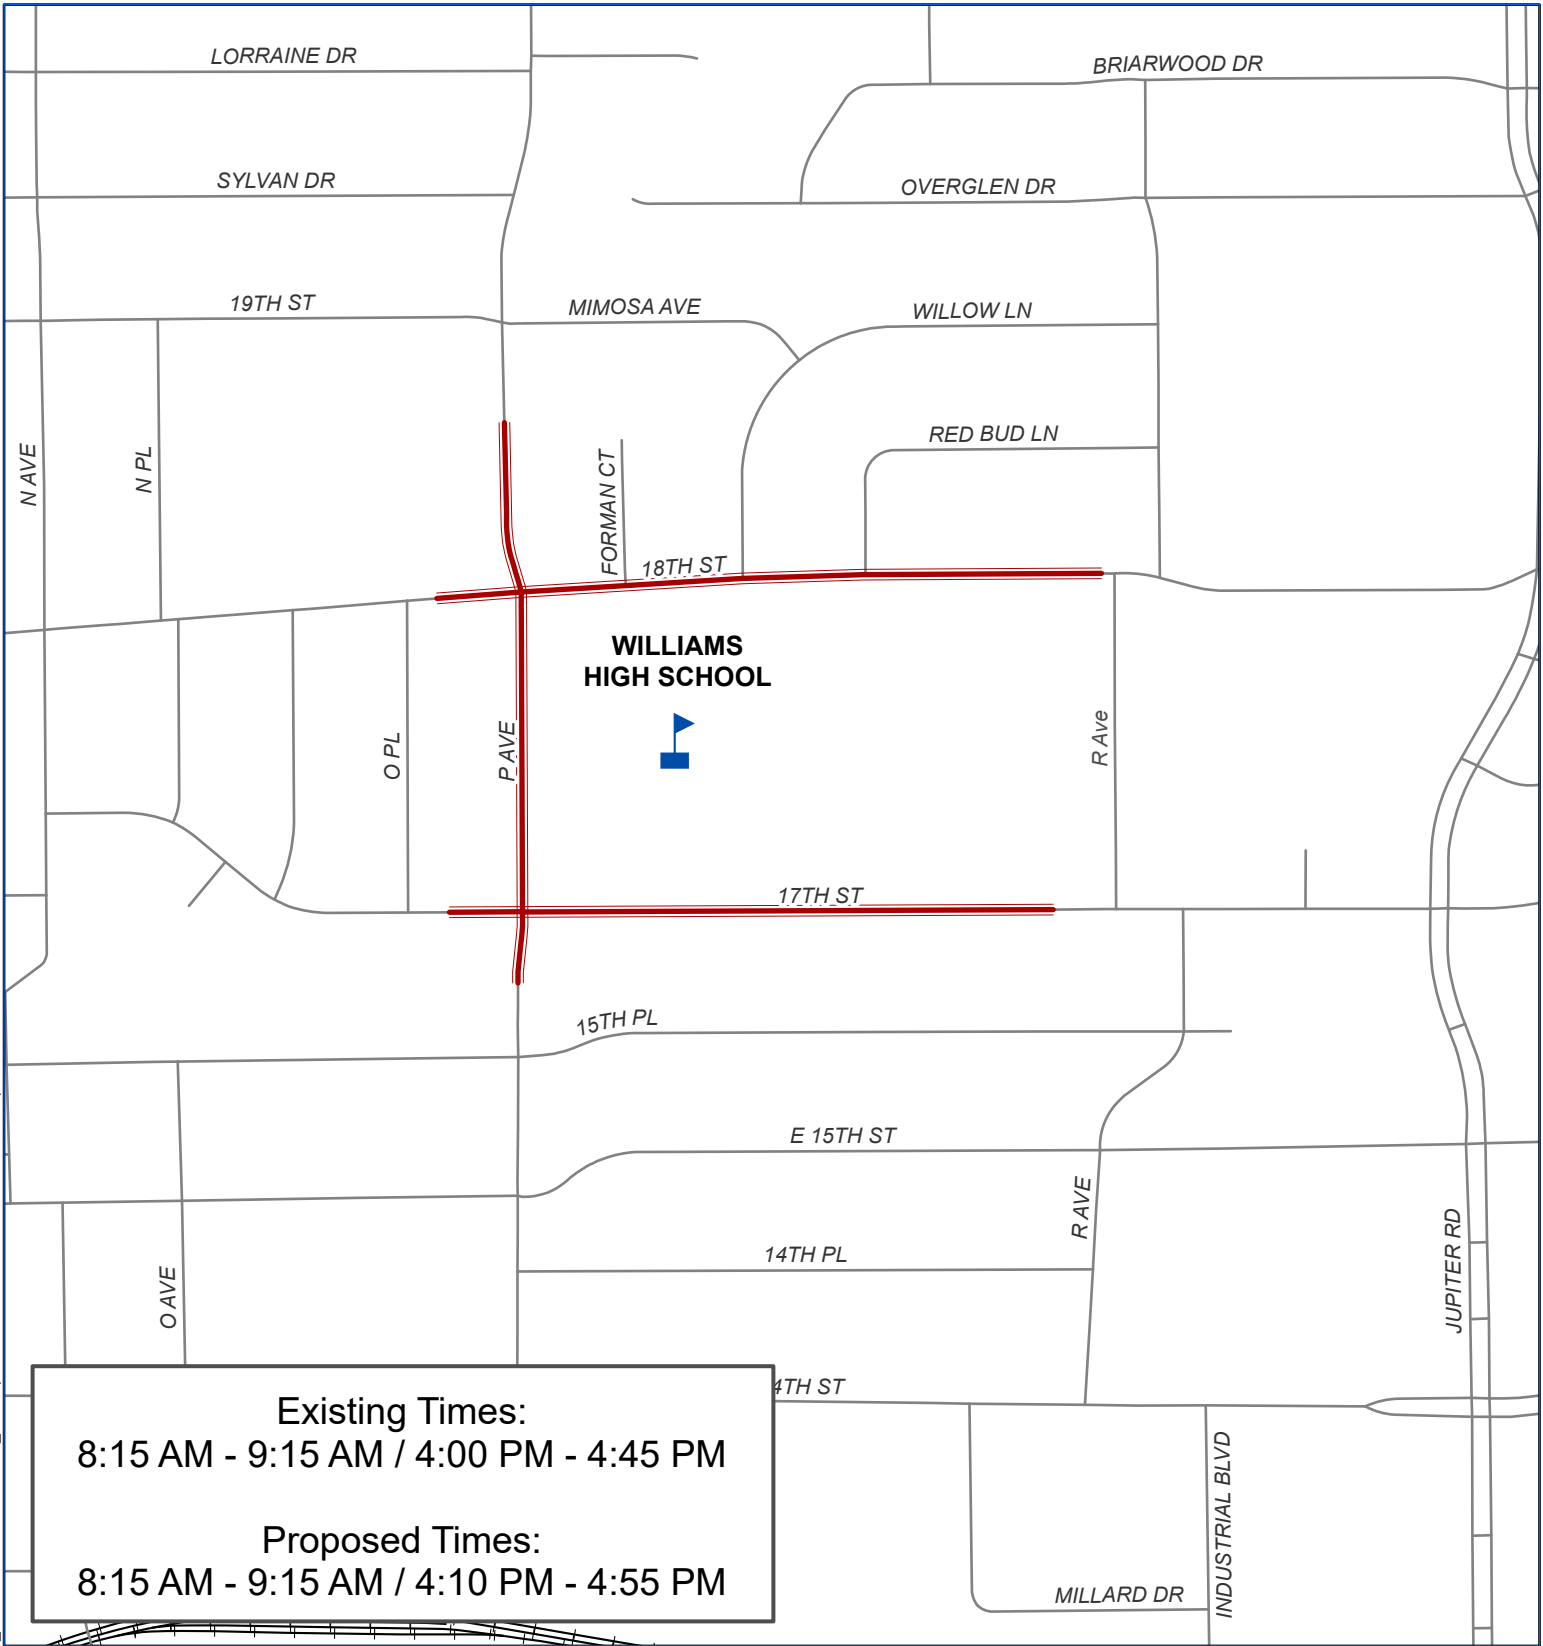 LORRAINE DR
BRIARWOOD DR
SYLVAN DR
OVERGLEN DR
19TH ST
MIMOSA AVE
WILLOW LN
RED BUD LN
N AVE
N PL
FORMAN CT
18TH ST
WILLIAMS
HIGH SCHOOL
O PL
P AVE
R Ave
17TH ST
15TH PL
E 15TH ST
R AVE
14TH PL
O AVE
JUPITER RD
4TH ST
Existing Times:
8:15 AM - 9:15 AM / 4:00 PM - 4:45 PM
Proposed Times:
8:15 AM - 9:15 AM / 4:10 PM - 4:55 PM
INDUSTRIAL BLVD
MILLARD DR